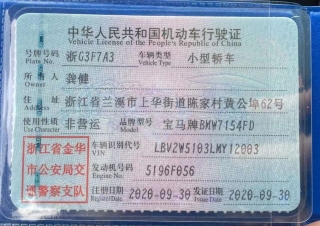 中华人民共和国机动车行驶证
Vehicle License of the People's Republic of China
号牌号码 浙G3F7A3 车辆类型 小型轿车
Plate No. Vehicle Type
所有人 龚健
Owner
住址 浙江省兰溪市上华街道陈家村黄公埠62号
Address
使用性质 非营运 品牌型号 宝马牌BMW7154FD
Use Character Model
浙江省金华
市公安局交
通警察支队
车辆识别代号 LBV2W5103LMY12003
VIN
发动机号码 5196F056
Engine No.
注册日期 2020-09-30 发证日期 2020-09-30
Register Date Issue Date